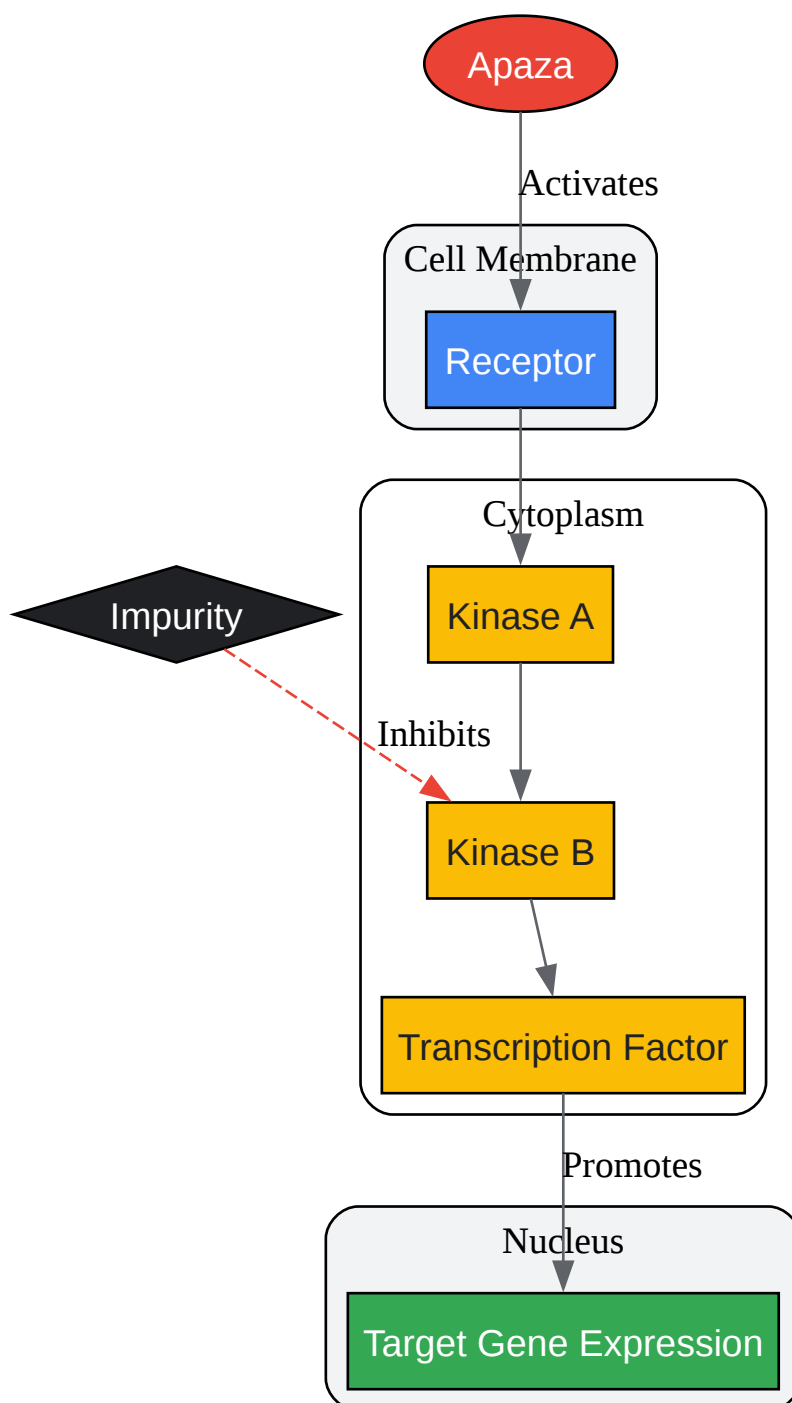 Apaza
Activates
Cell Membrane
Receptor
Cytoplasm
Impurity
Kinase A
Inhibits
Kinase B
Transcription Factor
Promotes
Nucleus
Target Gene Expression